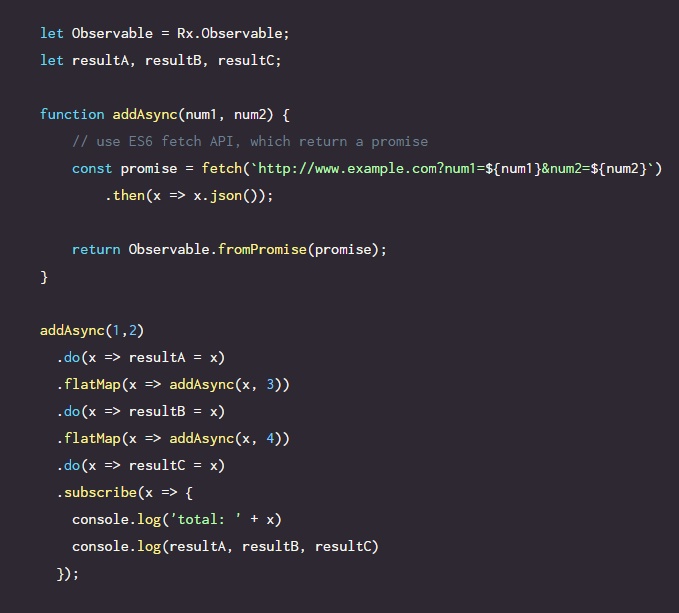 let Observable = Rx.Observable;
let resultA, resultB, resultC;
function addAsync(num1, num2) {
// use ES6 fetch API, which return a promise
const promise = fetch(`http://www.example.com?num1=${num1}&num2=${num2}`)
.then(x => x.json());
return Observable.fromPromise(promise);
}
addAsync(1,2)
.do(x => resultA = x)
.flatMap(x => addAsync(x, 3))
.do(x => resultB = x)
.flatMap(x => addAsync(x, 4))
.do(x => resultC = x)
.subscribe(x => {
console.log('total: ' + x)
console.log(resultA, resultB, resultC)
});